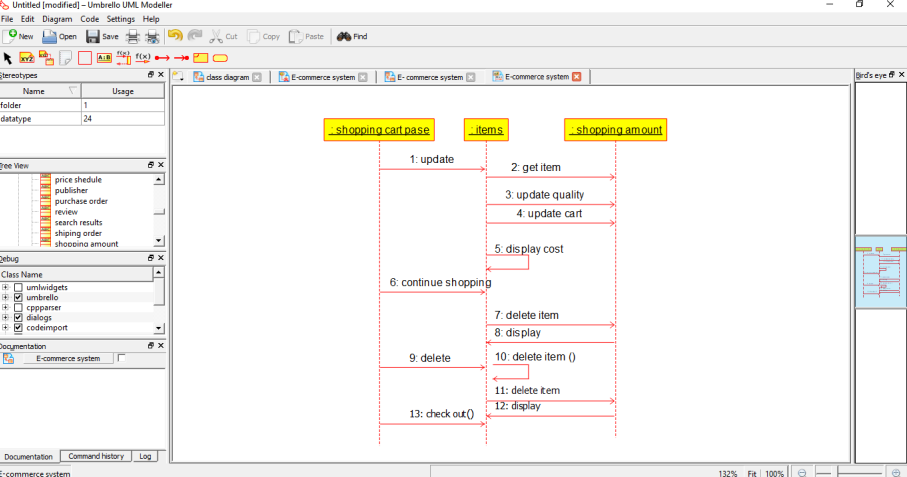 Untitled [modified] – Umbrello UML Modeller
File Edit Diagram Code Settings Help
New Open Save Cut Copy Paste Find
XYZ A::B f(x) f(x)
Stereotypes
Name Usage
folder 1
datatype 24
Tree View
price shedule
publisher
purchase order
review
search results
shiping order
shopping amount
Debug
Class Name
umlwidgets
umbrello
cppparser
dialogs
codeimport
Documentation
E-commerce system
Documentation Command history Log
E-commerce system
class diagram E-commerce system E- commerce system E-commerce system
Bird's eye
: shopping cart pase : items : shopping amount
1: update
2: get item
3: update quality
4: update cart
5: display cost
6: continue shopping
7: delete item
8: display
9: delete
10: delete item ()
11: delete item
12: display
13: check out()
132% Fit 100%